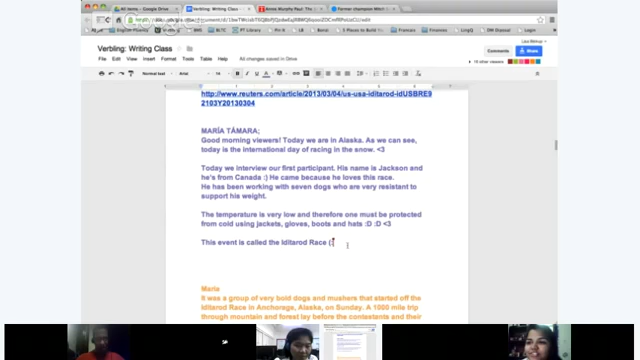 All Items – Google Drive
Verbling: Writing Class
Verbling: Writing Class
File Edit View Insert Format Tools Table Help All changes saved in Drive
Comments Share
Normal text Arial 14
http://www.reuters.com/article/2013/03/04/us-usa-iditarod-idUSBRE9
2103Y20130304
MARÍA TÁMARA;
Good morning viewers! Today we are in Alaska. As we can see,
today is the international day of racing in the snow. <3
Today we interview our first participant. His name is Jackson and
he's from Canada :) He came because he loves this race.
He has been working with seven dogs who are very resistant to
support his weight.
The temperature is very low and therefore one must be protected
from cold using jackets, gloves, boots and hats :D :D <3
This event is called the Iditarod Race (:
Maria
It was a group of very bold dogs and mushers that started off the
Iditarod Race in Anchorage, Alaska, on Sunday. A 1000 mile trip
through mountain and forest lay before the contestants and their